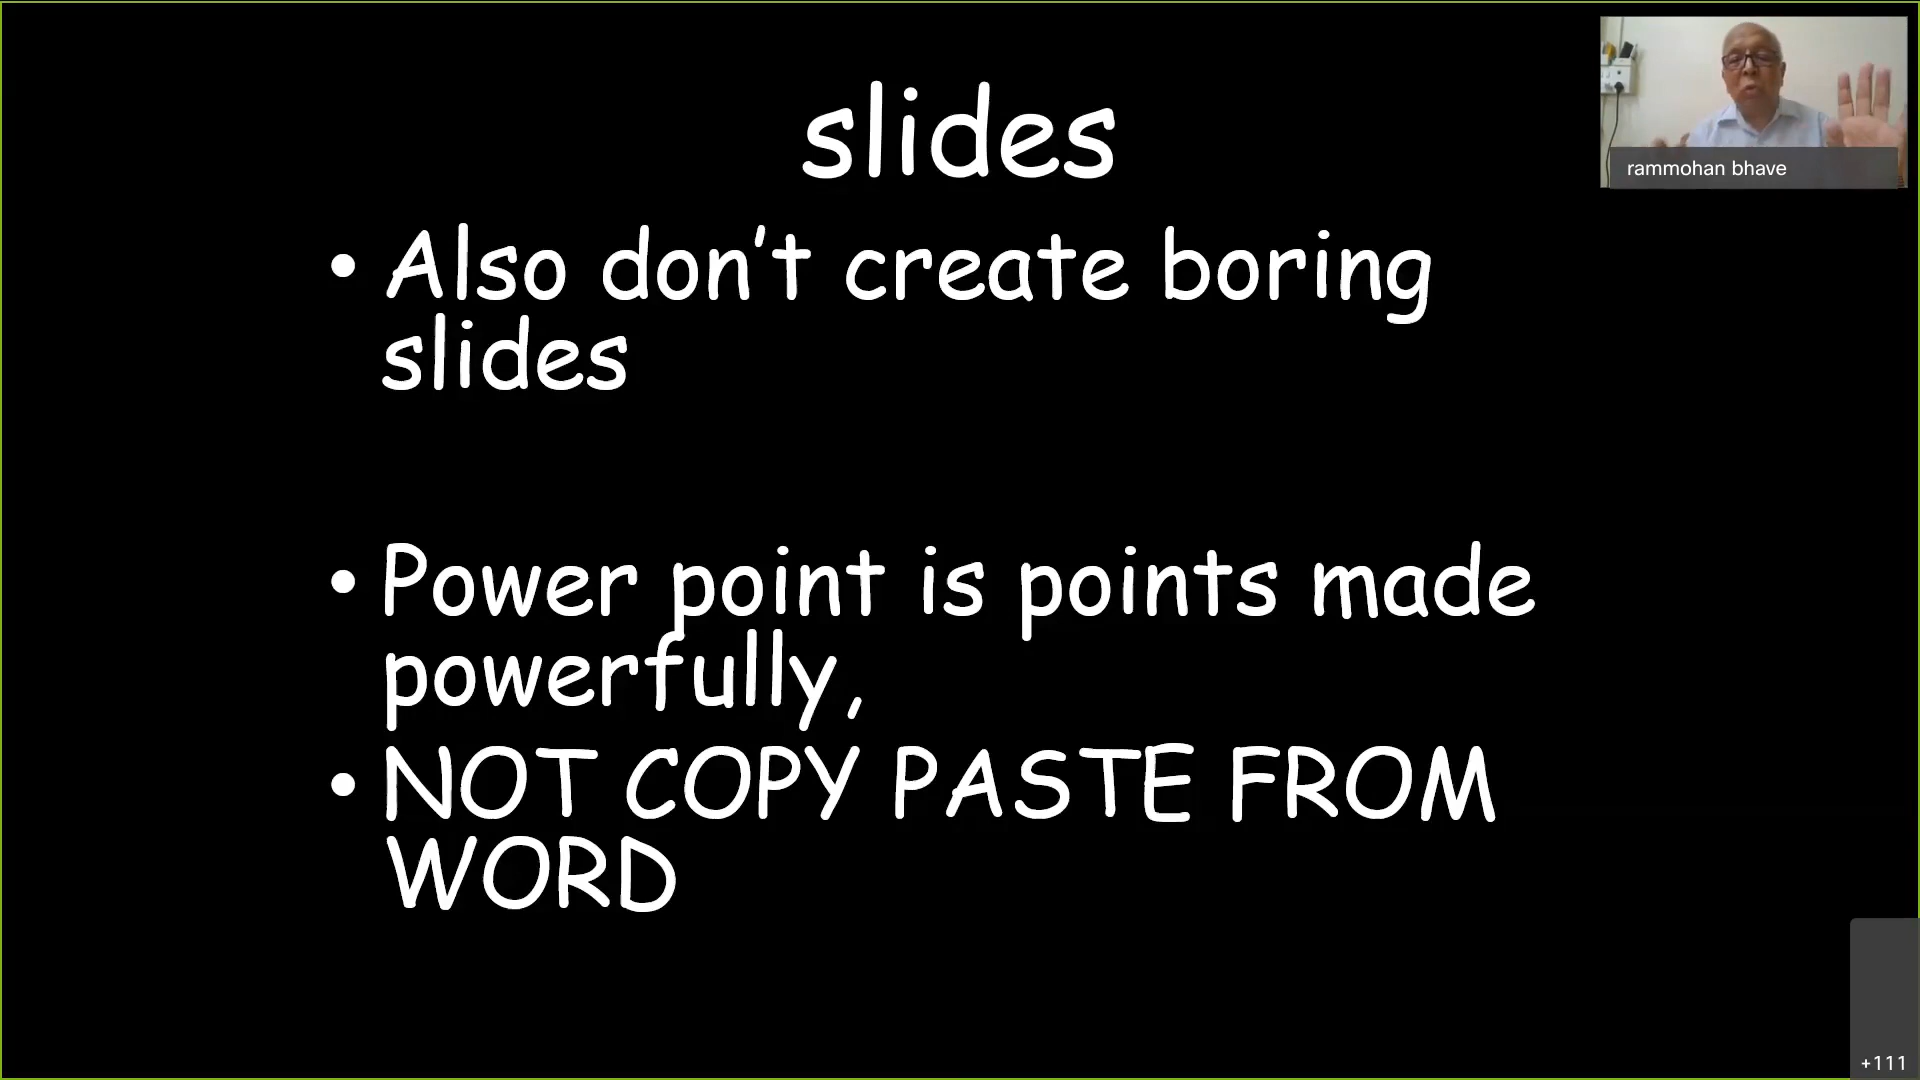 slides
rammohan bhave
• Also don’t create boring
slides
• Power point is points made
powerfully,
• NOT COPY PASTE FROM
WORD
+111